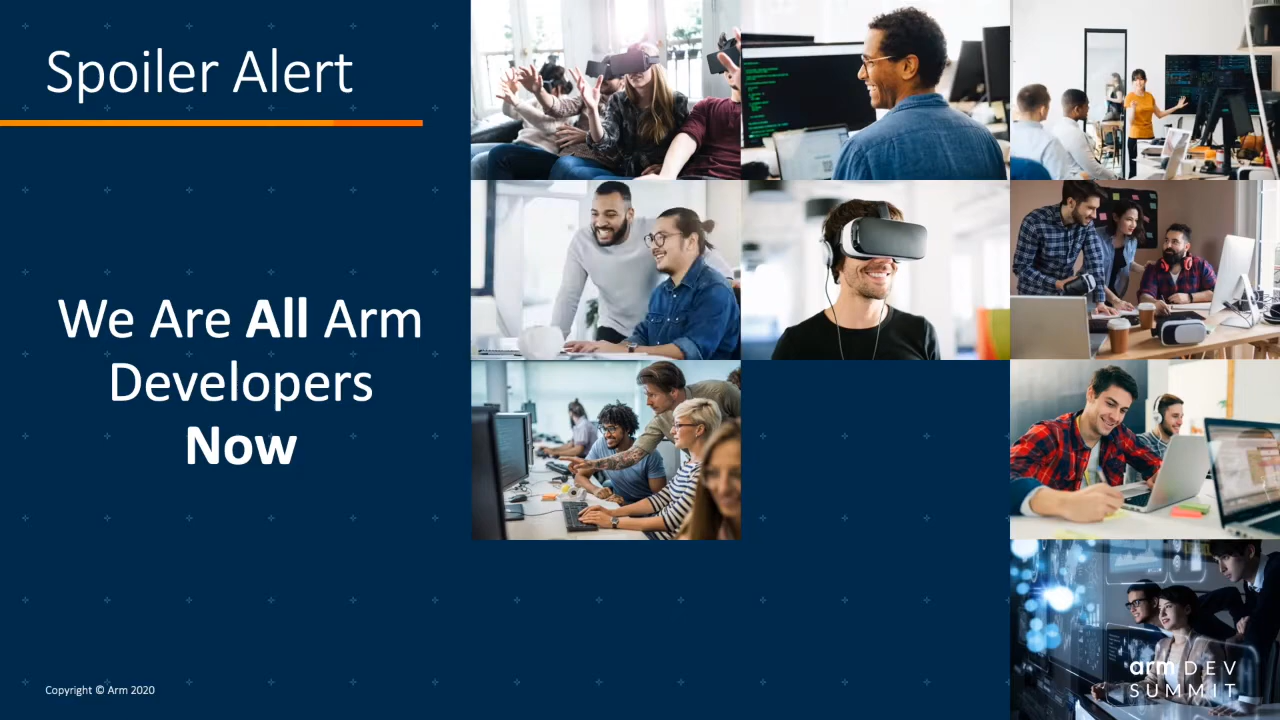 Spoiler Alert
We Are All Arm
Developers
Now
Copyright © Arm 2020
arm DEV
SUMMIT